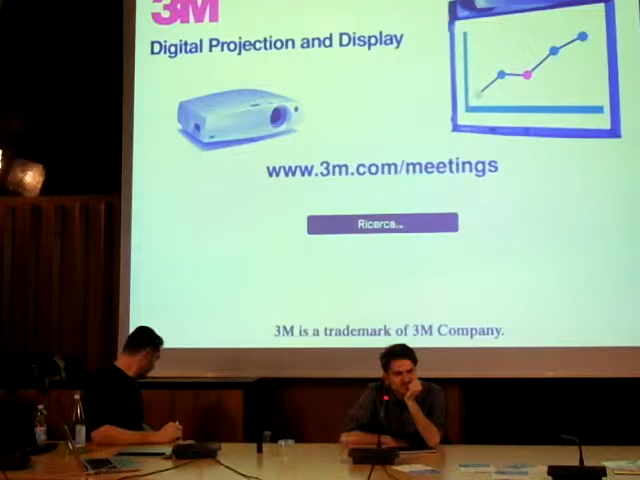 3M
Digital Projection and Display
www.3m.com/meetings
Ricerca...
3M is a trademark of 3M Company.